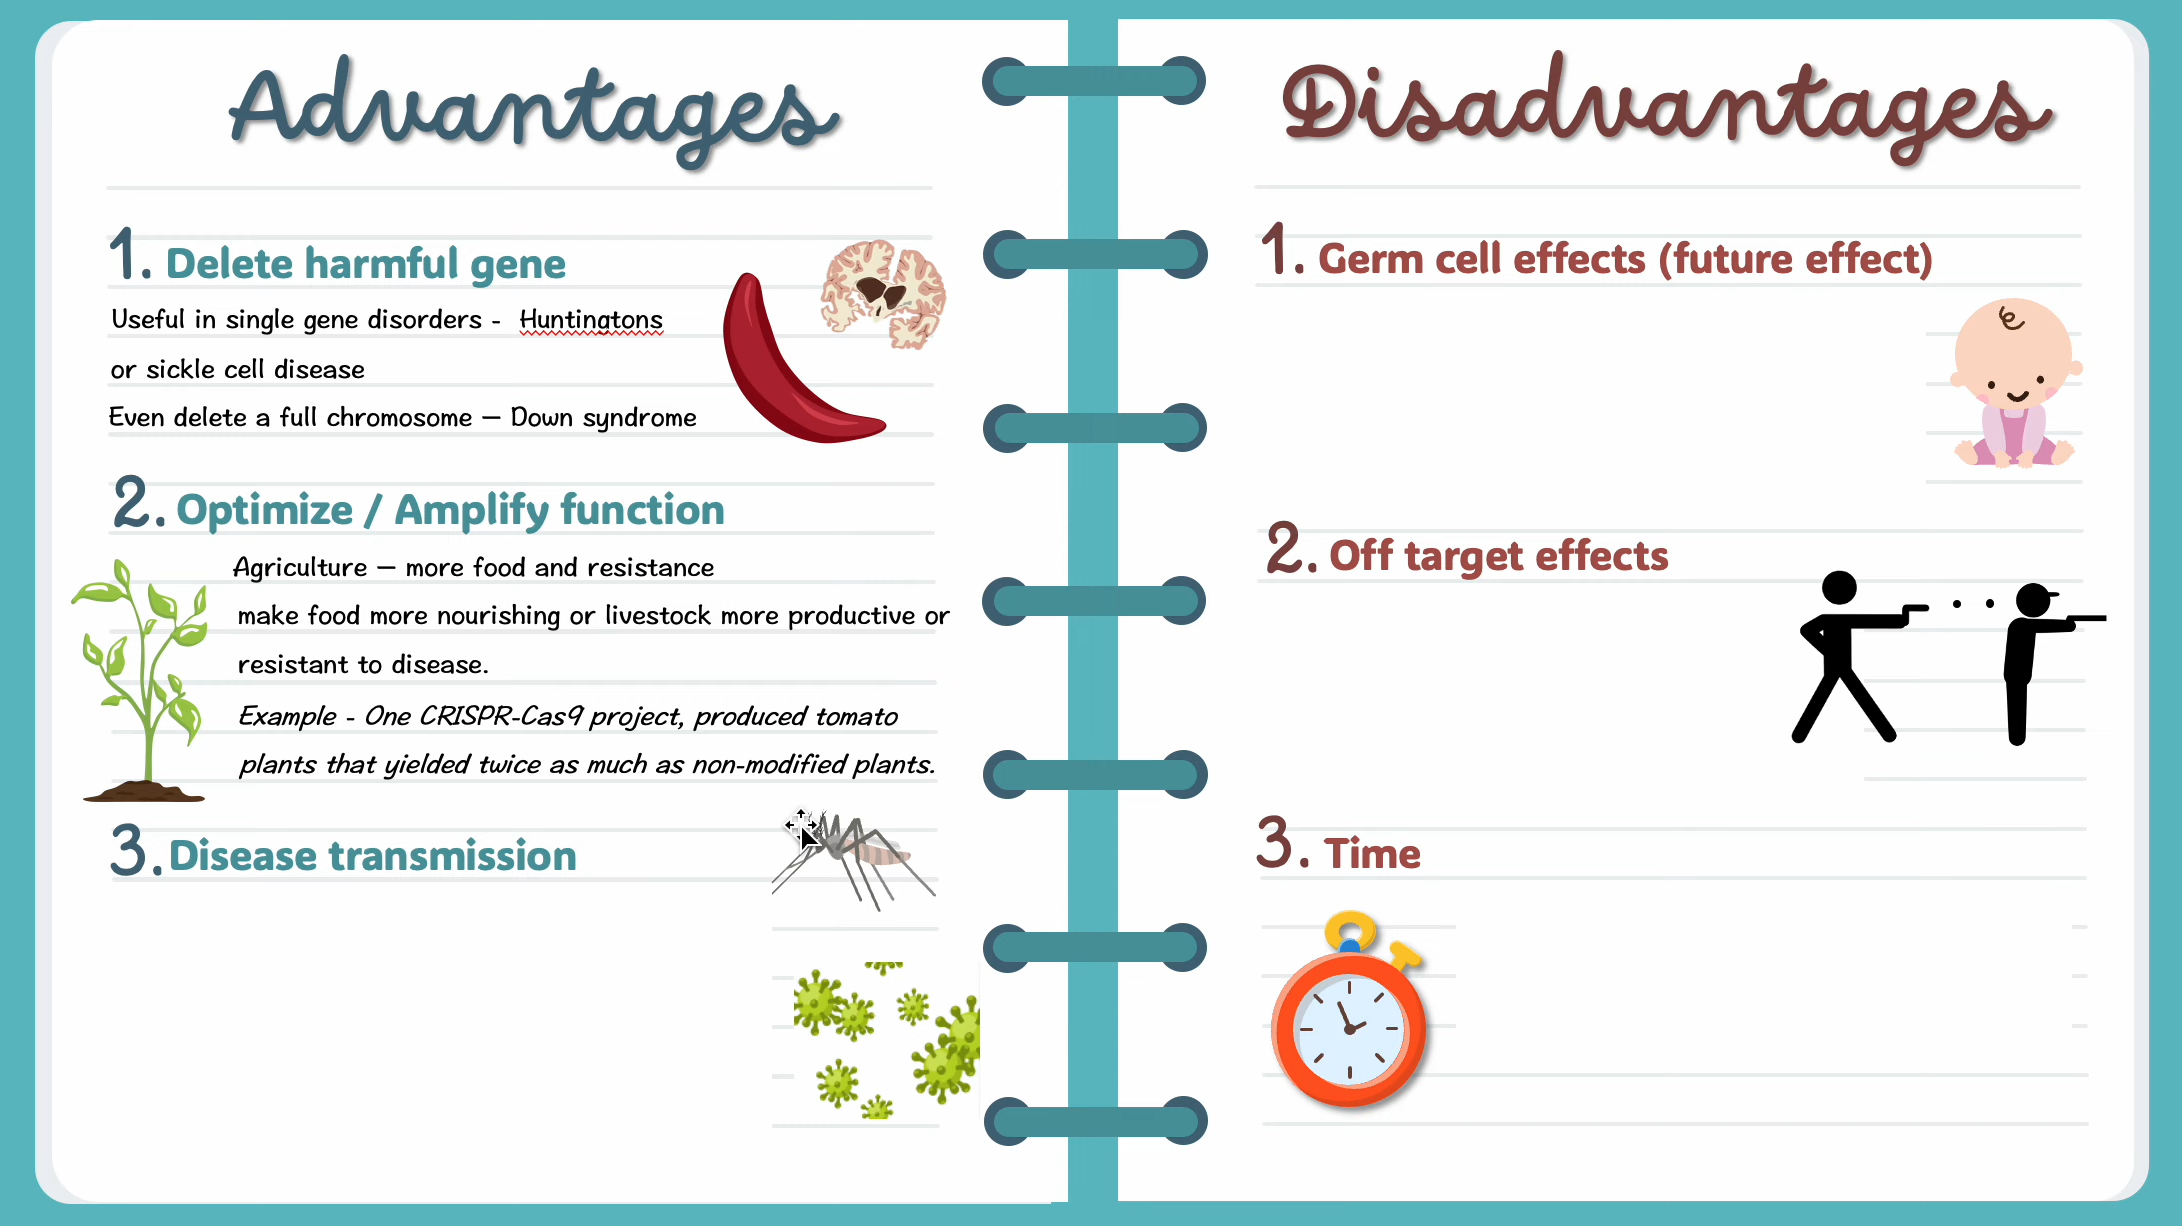 Advantages
1. Delete harmful gene
Useful in single gene disorders - Huntingtons
or sickle cell disease
Even delete a full chromosome – Down syndrome
2. Optimize / Amplify function
Agriculture – more food and resistance
make food more nourishing or livestock more productive or
resistant to disease.
Example - One CRISPR-Cas9 project, produced tomato
plants that yielded twice as much as non-modified plants.
3. Disease transmission
Disadvantages
1. Germ cell effects (future effect)
2. Off target effects
3. Time